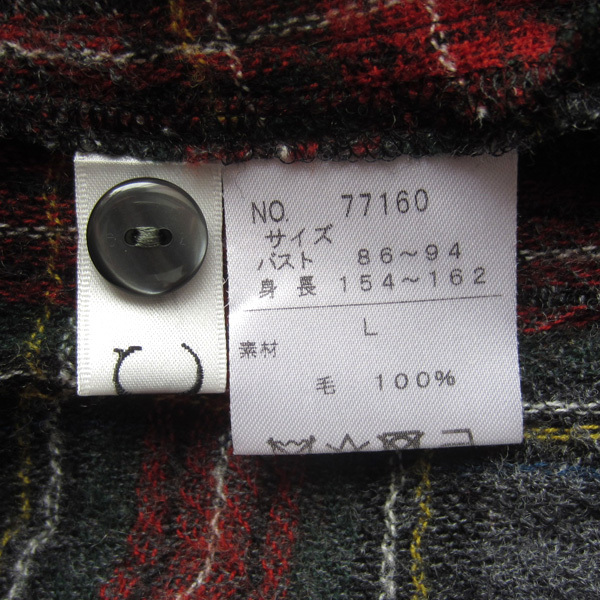 NO. 77160
サイズ
バスト 86～94
身長 154～162
L
素材
毛 100%